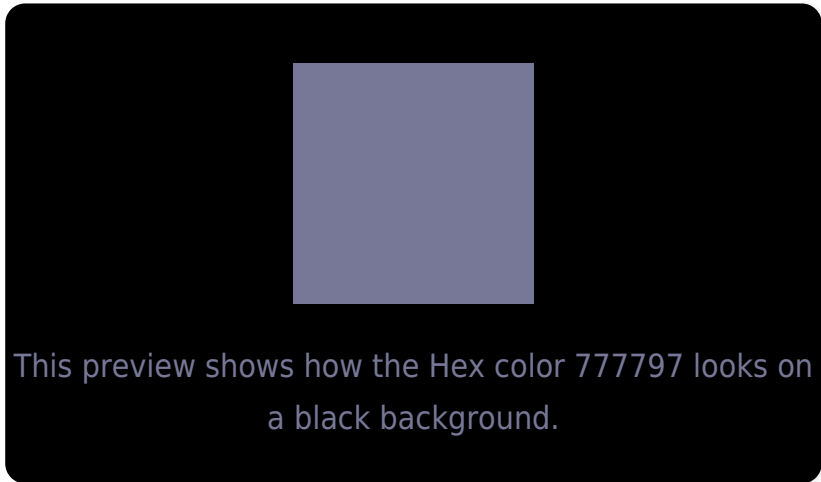 This preview shows how the Hex color 777797 looks on
a black background.